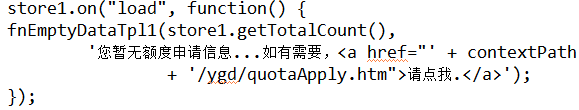 store1.on("load", function() {
fnEmptyDataTpl1(store1.getTotalCount(),
'您暂无额度申请信息...如有需要,<a href="' + contextPath
+ '/ygd/quotaApply.htm">请点我.</a>');
});